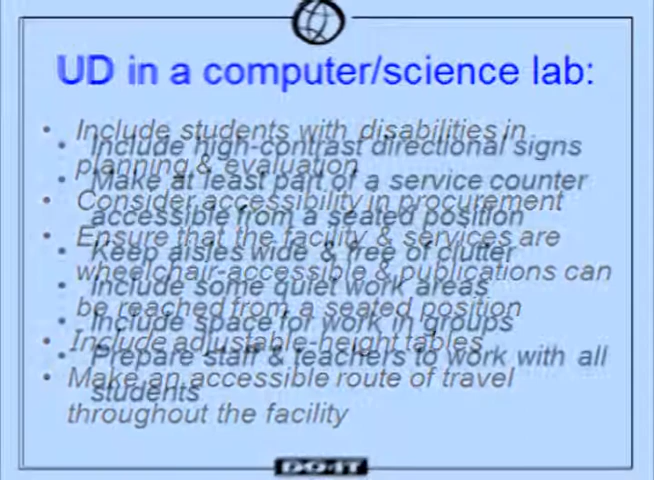 UD in a computer/science lab:
• Include students with disabilities in
planning & evaluation
• Consider accessibility in procurement
• Ensure that the facility & services are
wheelchair-accessible & publications can
be reached from a seated position
• Include adjustable-height tables
• Make an accessible route of travel
throughout the facility
• Include high-contrast directional signs
• Make at least part of a service counter
accessible from a seated position
• Keep aisles wide & free of clutter
• Include some quiet work areas
• Include space for work in groups
• Prepare staff & teachers to work with all
students
DO-IT